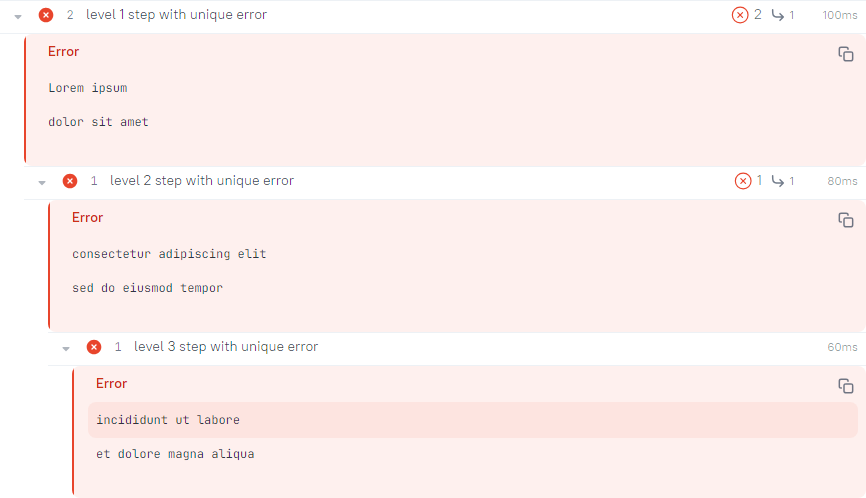 2 level 1 step with unique error 2 1 100ms
Error
Lorem ipsum
dolor sit amet
1 level 2 step with unique error 1 1 80ms
Error
consectetur adipiscing elit
sed do eiusmod tempor
1 level 3 step with unique error 60ms
Error
incididunt ut labore
et dolore magna aliqua